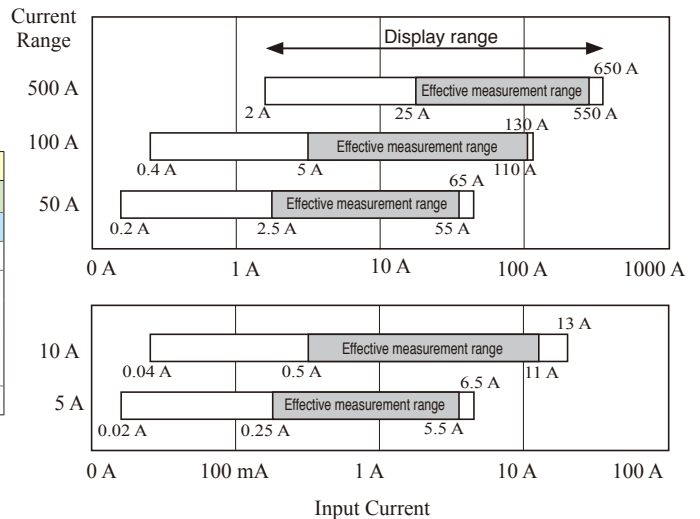 Current
Range
Display range
650 A
500 A
Effective measurement range
2 A
25 A
550 A
130 A
100 A
Effective measurement range
0.4 A
5 A
110 A
65 A
50 A
Effective measurement range
0.2 A
2.5 A
55 A
0 A
1 A
10 A
100 A
1000 A
13 A
10 A
Effective measurement range
0.04 A
0.5 A
11 A
6.5 A
5 A
Effective measurement range
0.02 A
0.25 A
5.5 A
0 A
100 mA
1 A
10 A
100 A
Input Current